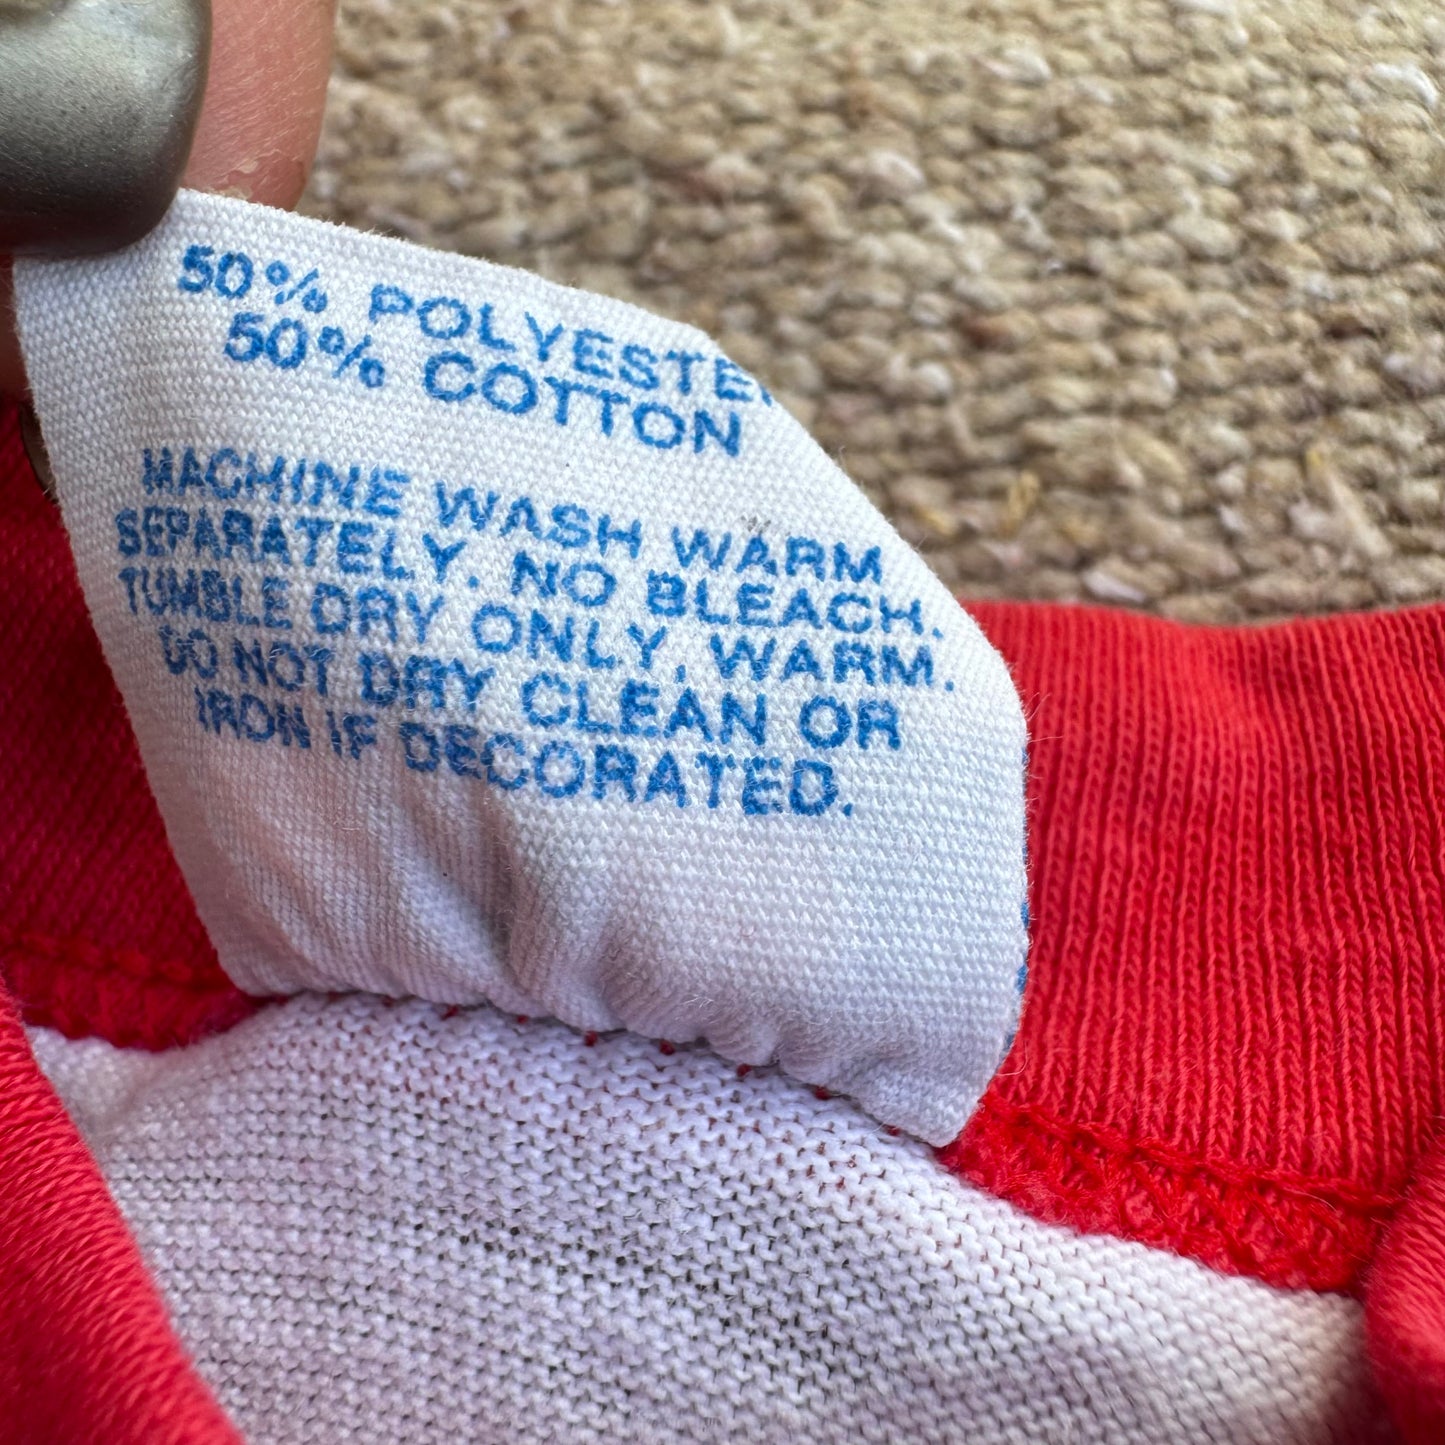 50% POLYESTE
50% COTTON
MACHINE WASH WARM
SEPARATELY. NO BLEACH.
TUMBLE DRY ONLY, WARM.
DO NOT DRY CLEAN OR
IRON IF DECORATED.